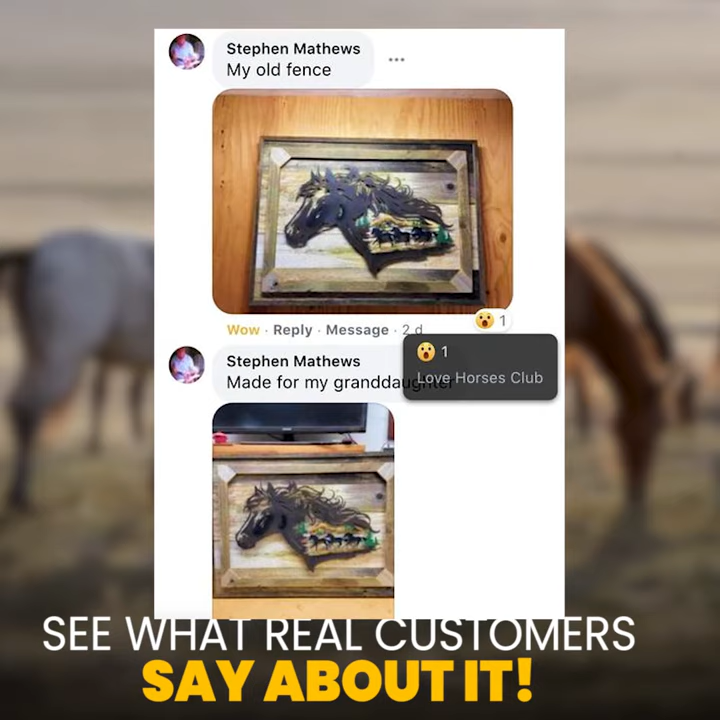 Stephen Mathews
My old fence
Wow · Reply · Message · 2 d
1
1
Love Horses Club
Stephen Mathews
Made for my granddaughter
SEE WHAT REAL CUSTOMERS
SAY ABOUT IT!